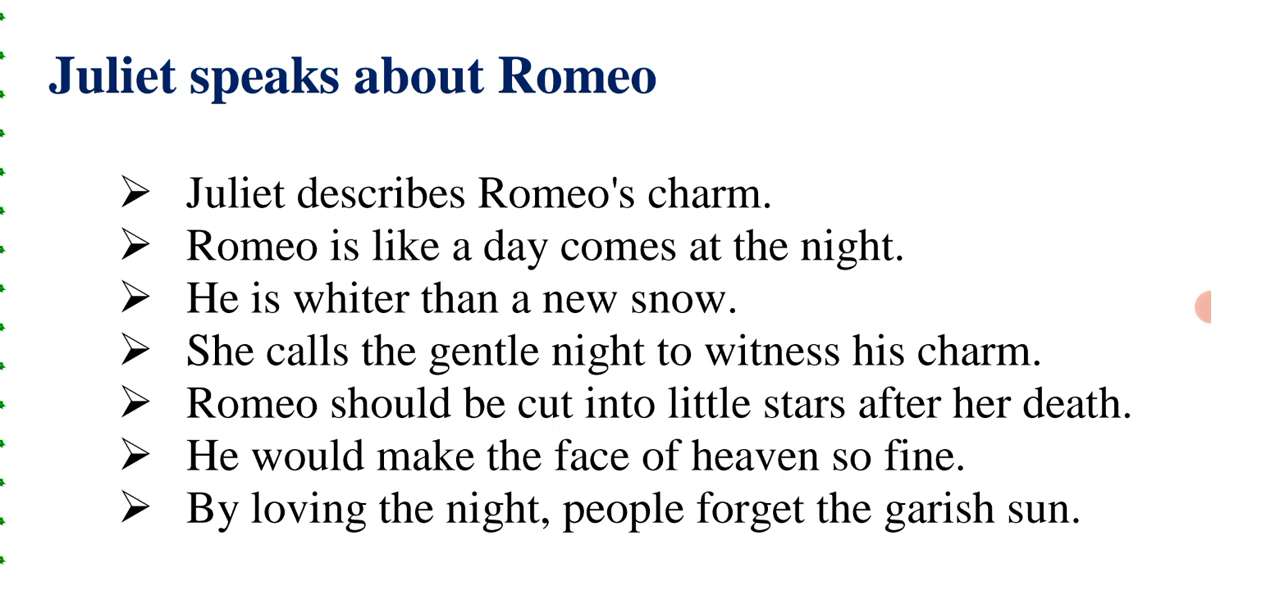 Juliet speaks about Romeo
➢ Juliet describes Romeo's charm.
➢ Romeo is like a day comes at the night.
➢ He is whiter than a new snow.
➢ She calls the gentle night to witness his charm.
➢ Romeo should be cut into little stars after her death.
➢ He would make the face of heaven so fine.
➢ By loving the night, people forget the garish sun.